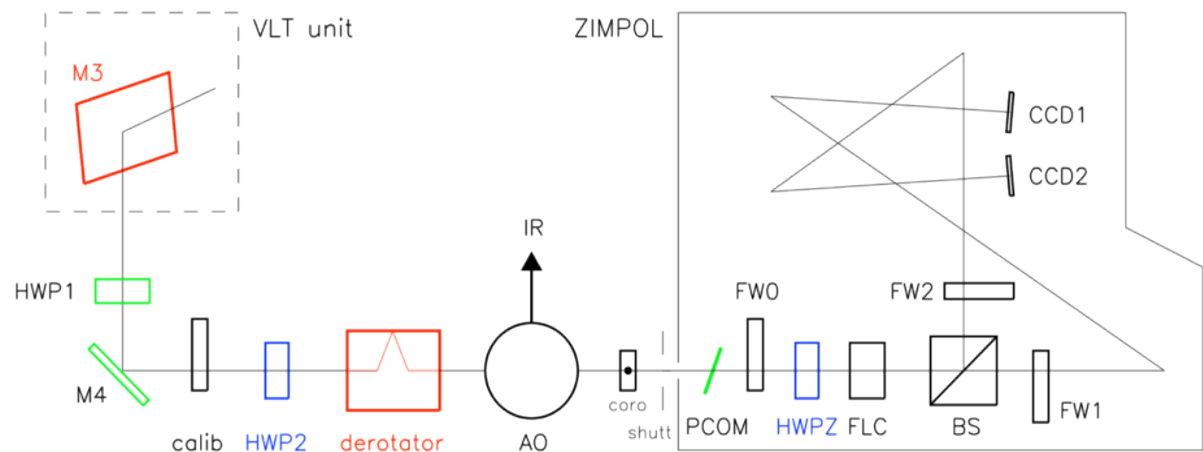 VLT unit
ZIMPOL
M3
CCD1
CCD2
IR
HWP1
FW0
FW2
M4
calib
HWP2
derotator
AO
coro
shutt
PCOM
HWPZ
FLC
BS
FW1